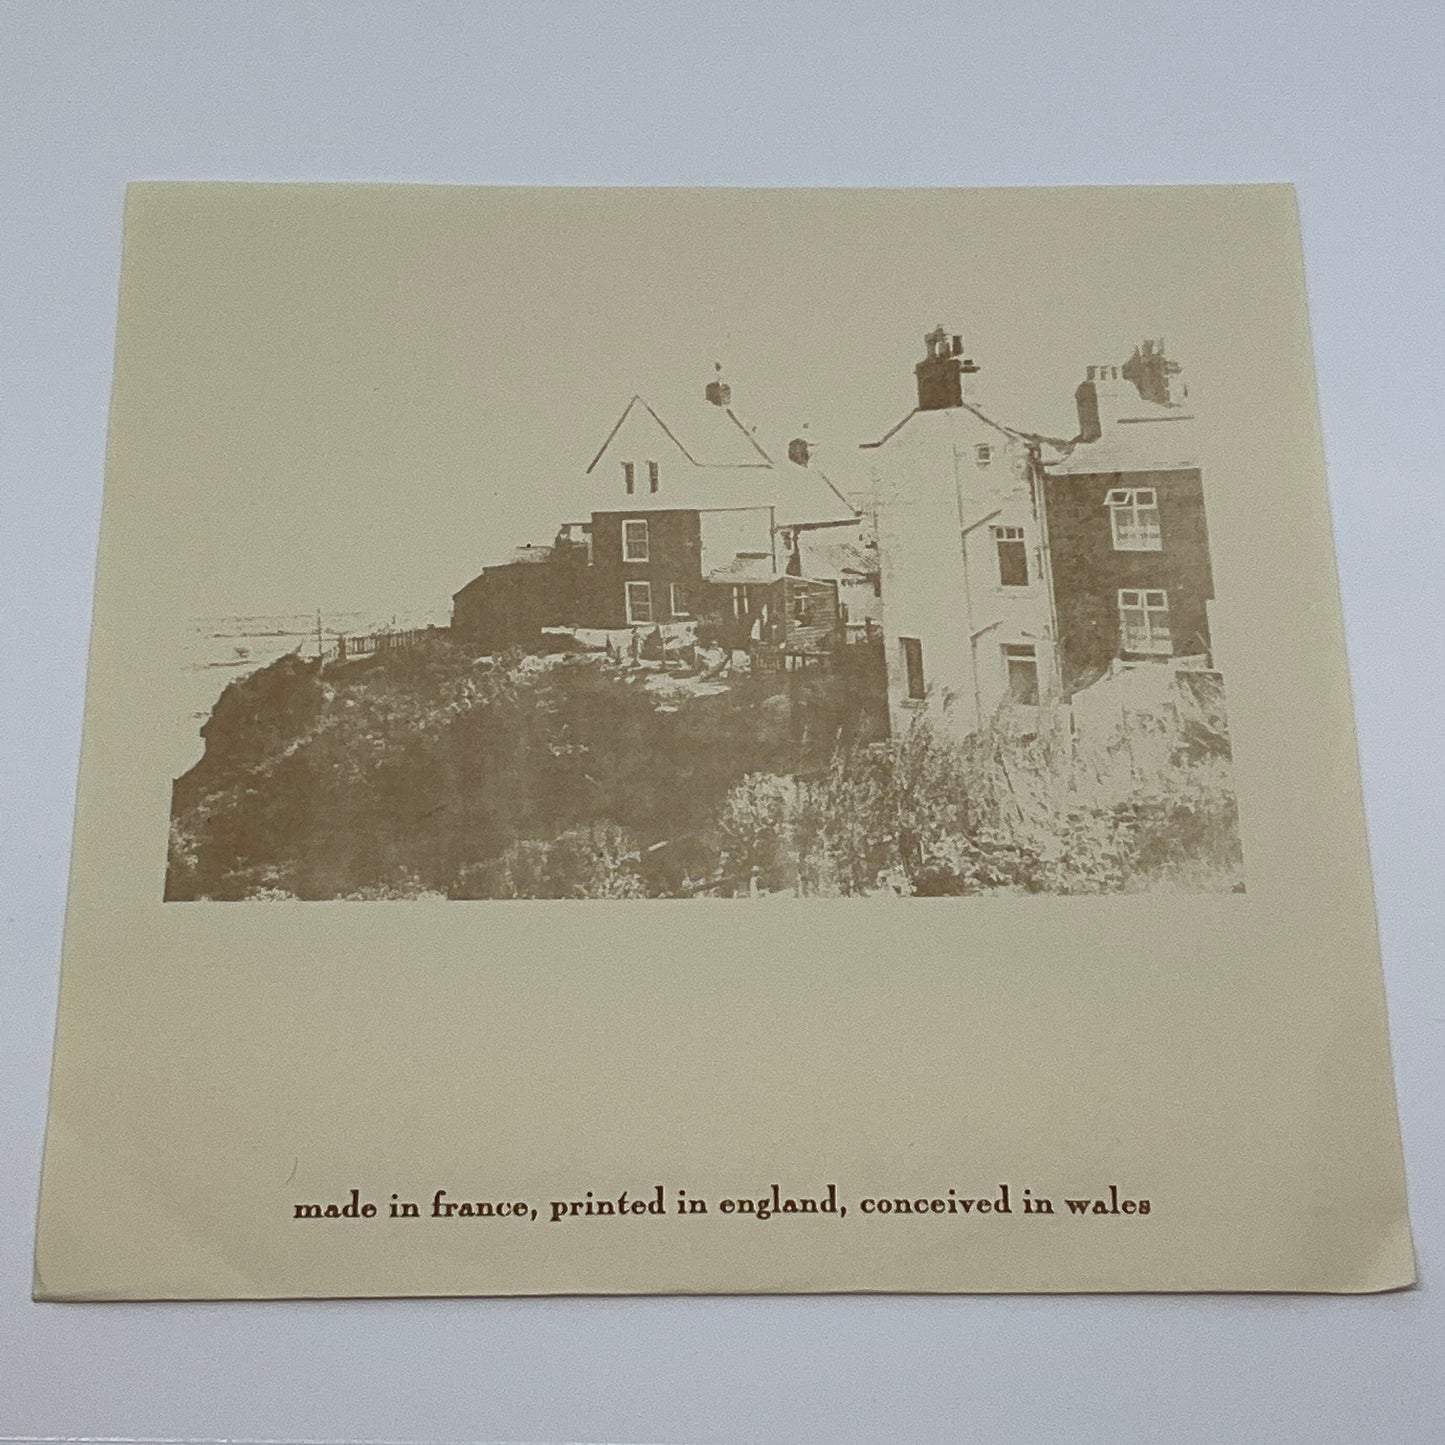 made in france, printed in england, conceived in wales